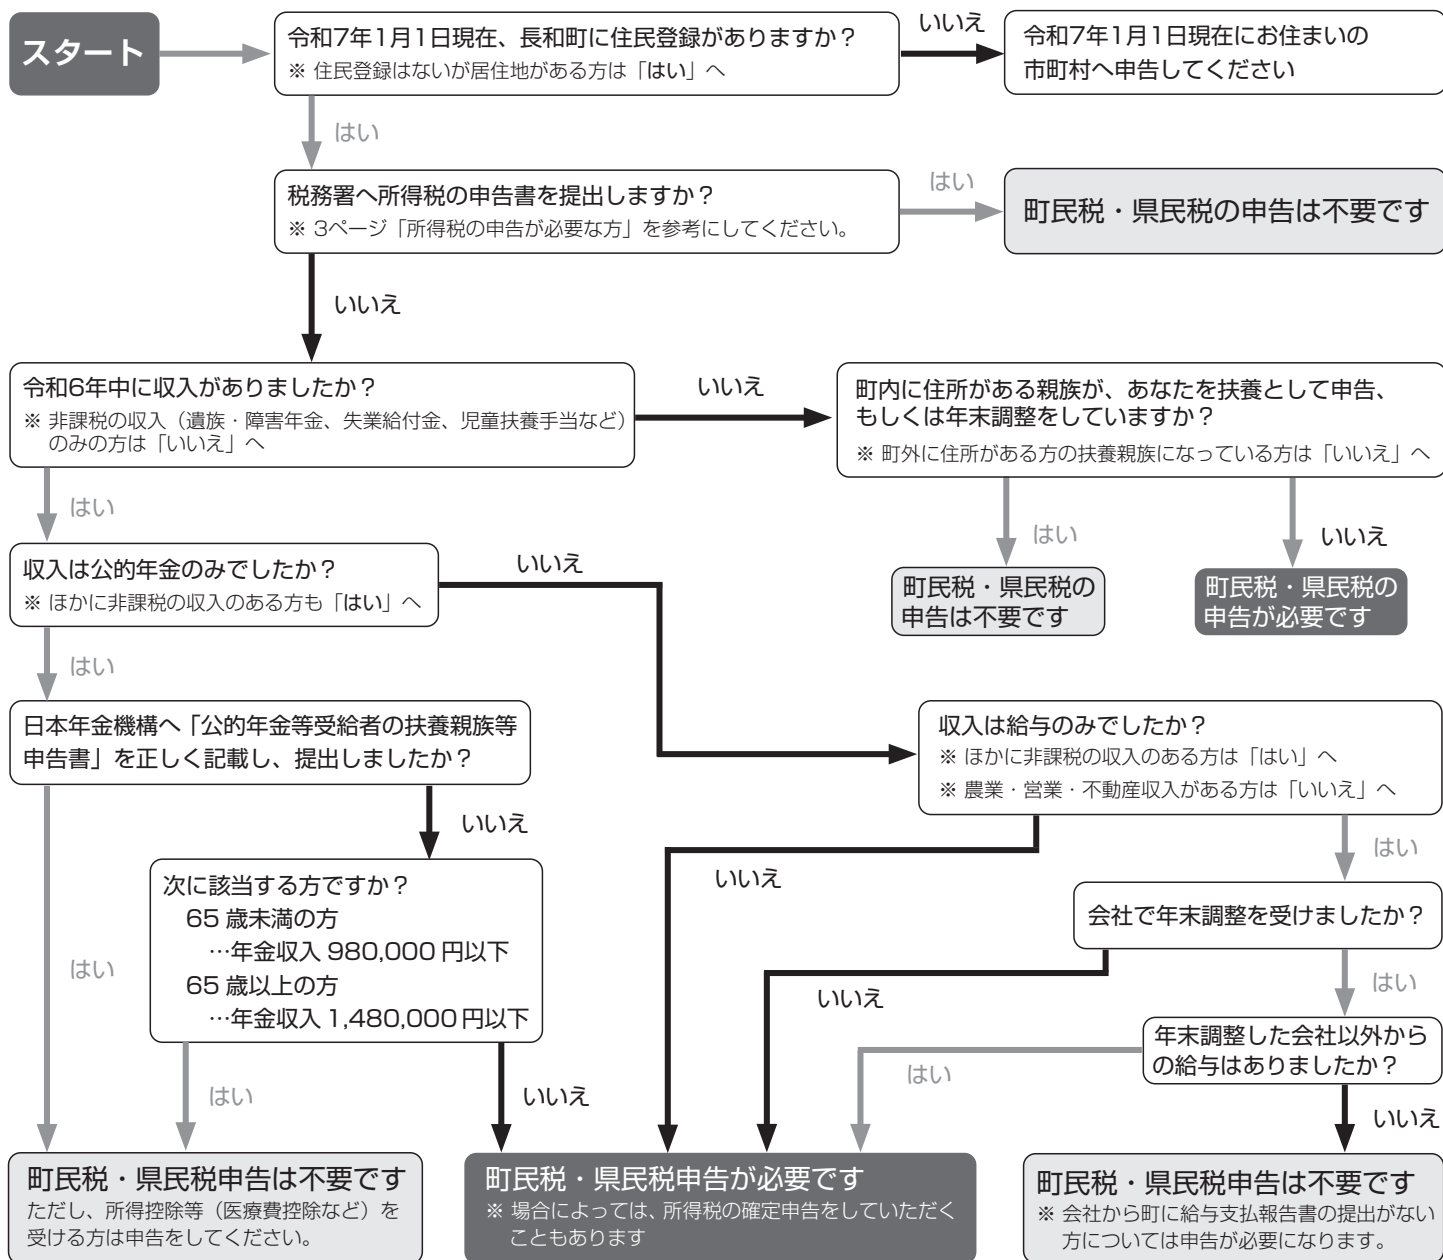 スタート
令和7年1月1日現在、長和町に住民登録がありますか？
※ 住民登録はないが居住地がある方は「はい」へ
いいえ
令和7年1月1日現在にお住まいの
市町村へ申告してください
はい
税務署へ所得税の申告書を提出しますか？
※ 3ページ「所得税の申告が必要な方」を参考にしてください。
はい
町民税・県民税の申告は不要です
いいえ
令和6年中に収入がありましたか？
※ 非課税の収入（遺族・障害年金、失業給付金、児童扶養手当など）
のみの方は「いいえ」へ
いいえ
町内に住所がある親族が、あなたを扶養として申告、
もしくは年末調整をしていますか？
※ 町外に住所がある方の扶養親族になっている方は「いいえ」へ
はい
はい
いいえ
町民税・県民税の
申告は不要です
町民税・県民税の
申告が必要です
収入は公的年金のみでしたか？
※ ほかに非課税の収入のある方も「はい」へ
いいえ
はい
日本年金機構へ「公的年金等受給者の扶養親族等
申告書」を正しく記載し、提出しましたか？
収入は給与のみでしたか？
※ ほかに非課税の収入のある方は「はい」へ
※ 農業・営業・不動産収入がある方は「いいえ」へ
いいえ
はい
次に該当する方ですか？
65 歳未満の方
…年金収入 980,000 円以下
65 歳以上の方
…年金収入 1,480,000 円以下
いいえ
はい
会社で年末調整を受けましたか？
いいえ
はい
年末調整した会社以外から
の給与はありましたか？
はい
はい
いいえ
いいえ
町民税・県民税申告は不要です
ただし、所得控除等（医療費控除など）を
受ける方は申告をしてください。
町民税・県民税申告が必要です
※ 場合によっては、所得税の確定申告をしていただく
こともあります
町民税・県民税申告は不要です
※ 会社から町に給与支払報告書の提出がない
方については申告が必要になります。